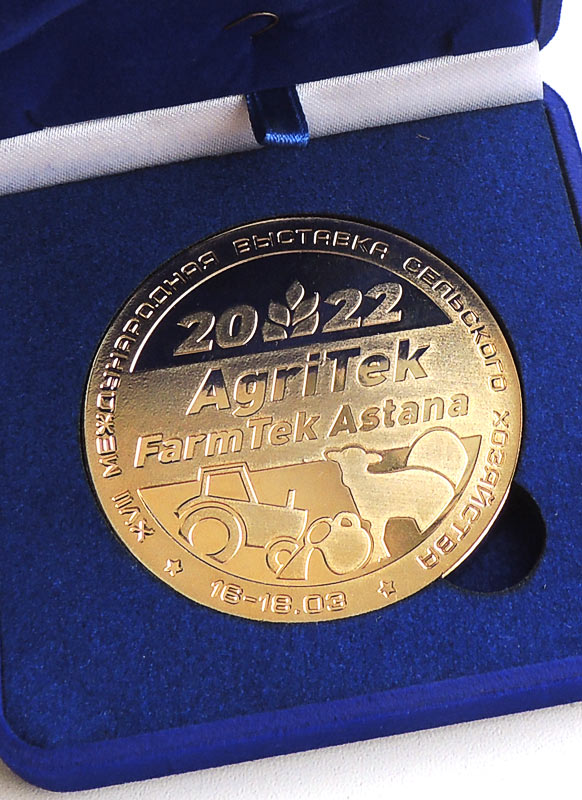 XVII МЕЖДУНАРОДНАЯ ВЫСТАВКА СЕЛЬСКОГО ХОЗЯЙСТВА
2022
AgriTek
FarmTek Astana
16-18.03